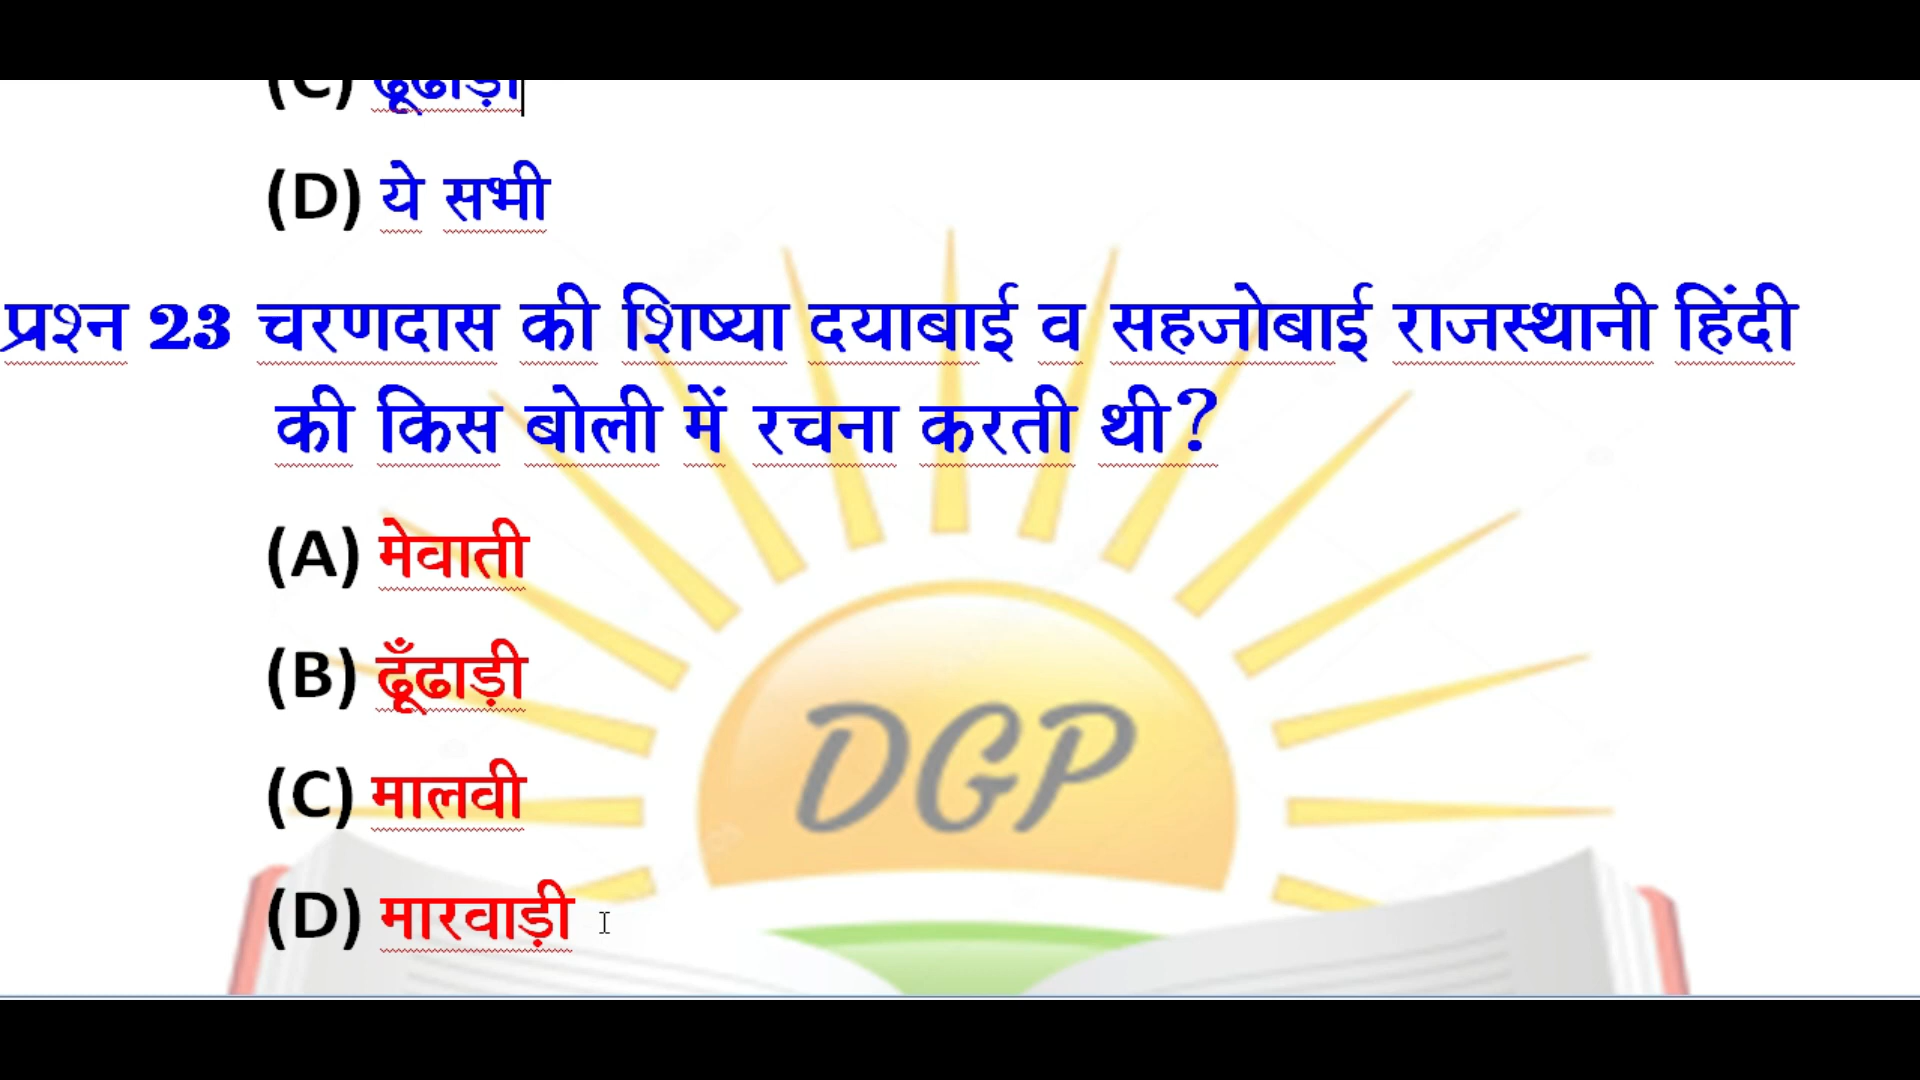 (C) ढूँढाड़ी
(D) ये सभी
प्रश्न 23 चरणदास की शिष्या दयाबाई व सहजोबाई राजस्थानी हिंदी
की किस बोली में रचना करती थी?
(A) मेवाती
(B) ढूँढाड़ी
(C) मालवी
(D) मारवाड़ी
DGP